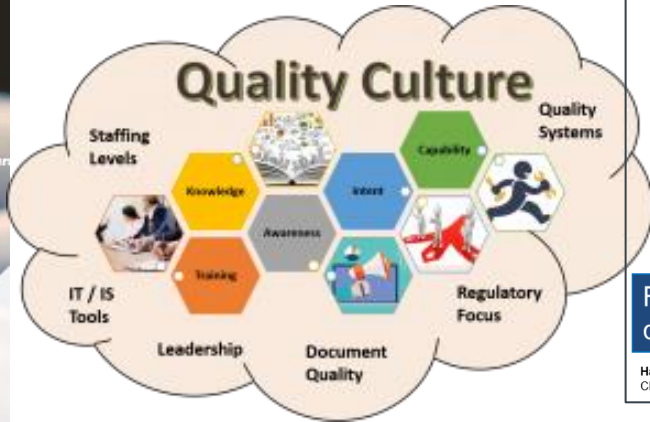 Quality Culture
Quality
Systems
Staffing
Levels
Capability
Knowledge
Intent
Awareness
Training
IT / IS
Tools
Regulatory
Focus
Leadership
Document
Quality